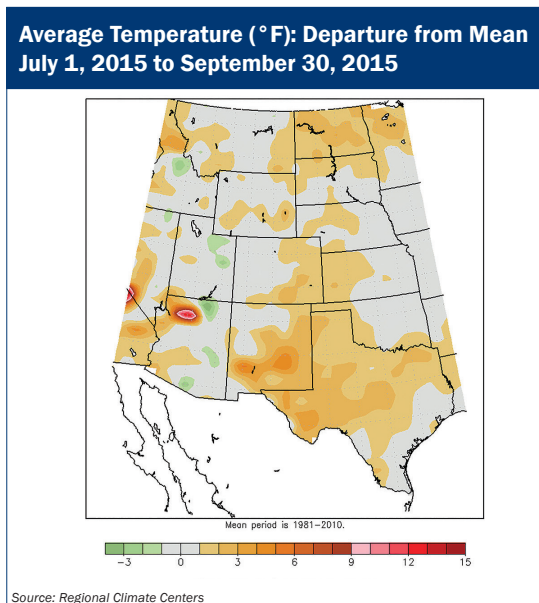 Average Temperature (°F): Departure from Mean
July 1, 2015 to September 30, 2015
Mean period is 1981–2010.
−3 0 3 6 9 12 15
Source: Regional Climate Centers